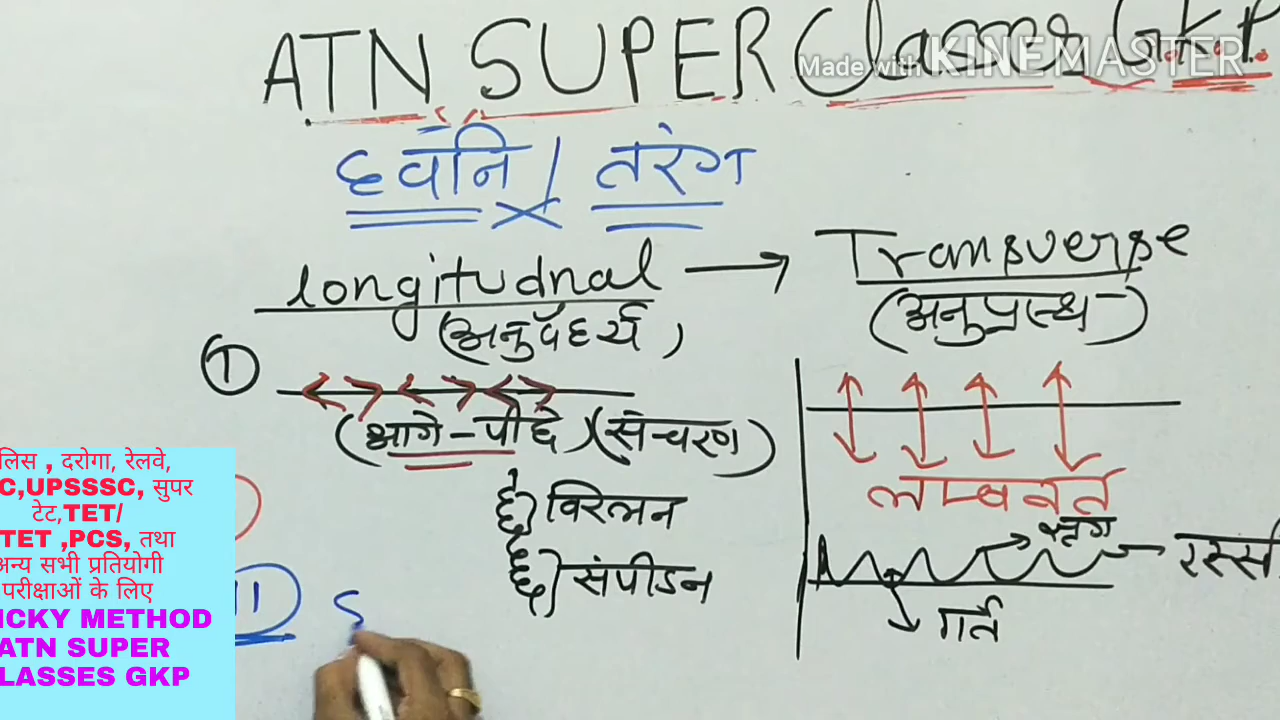 ATN SUPER Classes G.K.P.
Made with KINEMASTER
ध्वनि / तरंग
longitudnal → Transverse
(अनुदैर्ध्य) (अनुप्रस्थ)
①
(आगे-पीछे) (संचरण)
लम्बवत
विरलन
संपीडन
रस्सी
गर्त
S
लिस , दरोगा, रेलवे,
C,UPSSSC, सुपर
टेट,TET/
TET ,PCS, तथा
अन्य सभी प्रतियोगी
परीक्षाओं के लिए
ICKY METHOD
ATN SUPER
LASSES GKP